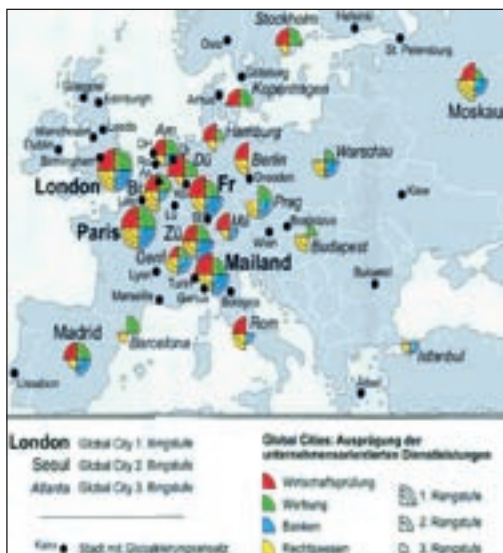 Stockholm
Helsinki
Oslo
St. Petersburg
Göteborg
Moskau
Glasgow
Edinburgh
Kopenhagen
Manchester
Leeds
Dublin
Birmingham
Am
Hamburg
Dü
Berlin
Warschau
London
Dresden
Kiew
Fr
Prag
Paris
Zü
Mü
Wien
Bratislava
Budapest
Genf
Lyon
Mailand
Turin
Genua
Bologna
Bukarest
Marseille
Madrid
Barcelona
Rom
Istanbul
Lissabon
Athen
London Global City 1. Rangstufe
Seoul Global City 2. Rangstufe
Atlanta Global City 3. Rangstufe
Stadt mit Globalisierungsansatz
Global Cities: Ausprägung der
unternehmensorientierten Dienstleistungen
Wirtschaftsprüfung
Werbung
Banken
Rechtswesen
1. Rangstufe
2. Rangstufe
3. Rangstufe